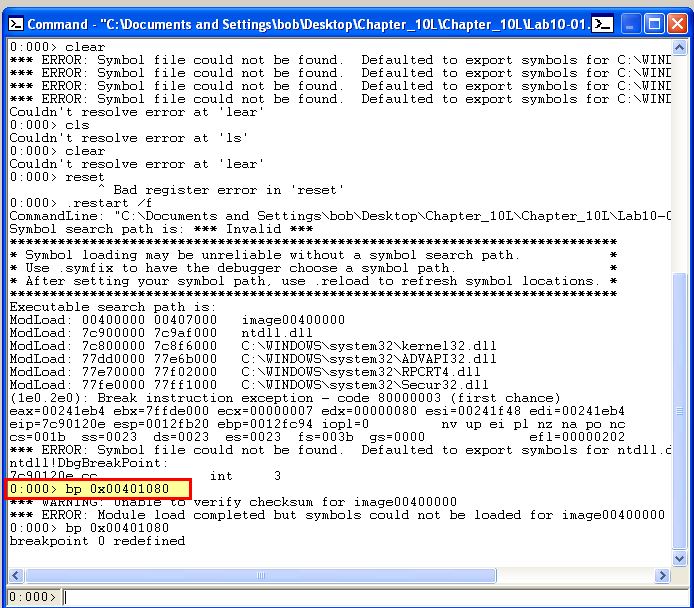 Command - "C:\Documents and Settings\bob\Desktop\Chapter_10L\Chapter_10L\Lab10-01.
0:000> clear
*** ERROR: Symbol file could not be found.  Defaulted to export symbols for C:\WIND
*** ERROR: Symbol file could not be found.  Defaulted to export symbols for C:\WIND
*** ERROR: Symbol file could not be found.  Defaulted to export symbols for C:\WIND
*** ERROR: Symbol file could not be found.  Defaulted to export symbols for C:\WIND
Couldn't resolve error at 'lear'
0:000> cls
Couldn't resolve error at 'ls'
0:000> clear
Couldn't resolve error at 'lear'
0:000> reset
^ Bad register error in 'reset'
0:000> .restart /f
CommandLine: "C:\Documents and Settings\bob\Desktop\Chapter_10L\Chapter_10L\Lab10-0
Symbol search path is: *** Invalid ***
****************************************************************************
* Symbol loading may be unreliable without a symbol search path.           *
* Use .symfix to have the debugger choose a symbol path.                   *
* After setting your symbol path, use .reload to refresh symbol locations. *
****************************************************************************
Executable search path is:
ModLoad: 00400000 00407000   image00400000
ModLoad: 7c900000 7c9af000   ntdll.dll
ModLoad: 7c800000 7c8f6000   C:\WINDOWS\system32\kernel32.dll
ModLoad: 77dd0000 77e6b000   C:\WINDOWS\system32\ADVAPI32.dll
ModLoad: 77e70000 77f02000   C:\WINDOWS\system32\RPCRT4.dll
ModLoad: 77fe0000 77ff1000   C:\WINDOWS\system32\Secur32.dll
(1e0.2e0): Break instruction exception - code 80000003 (first chance)
eax=00241eb4 ebx=7ffde000 ecx=00000007 edx=00000080 esi=00241f48 edi=00241eb4
eip=7c90120e esp=0012fb20 ebp=0012fc94 iopl=0         nv up ei pl nz na po nc
cs=001b  ss=0023  ds=0023  es=0023  fs=003b  gs=0000             efl=00000202
*** ERROR: Symbol file could not be found.  Defaulted to export symbols for ntdll.d
ntdll!DbgBreakPoint:
7c90120e cc              int     3
0:000> bp 0x00401080
*** WARNING: Unable to verify checksum for image00400000
*** ERROR: Module load completed but symbols could not be loaded for image00400000
0:000> bp 0x00401080
breakpoint 0 redefined
0:000>